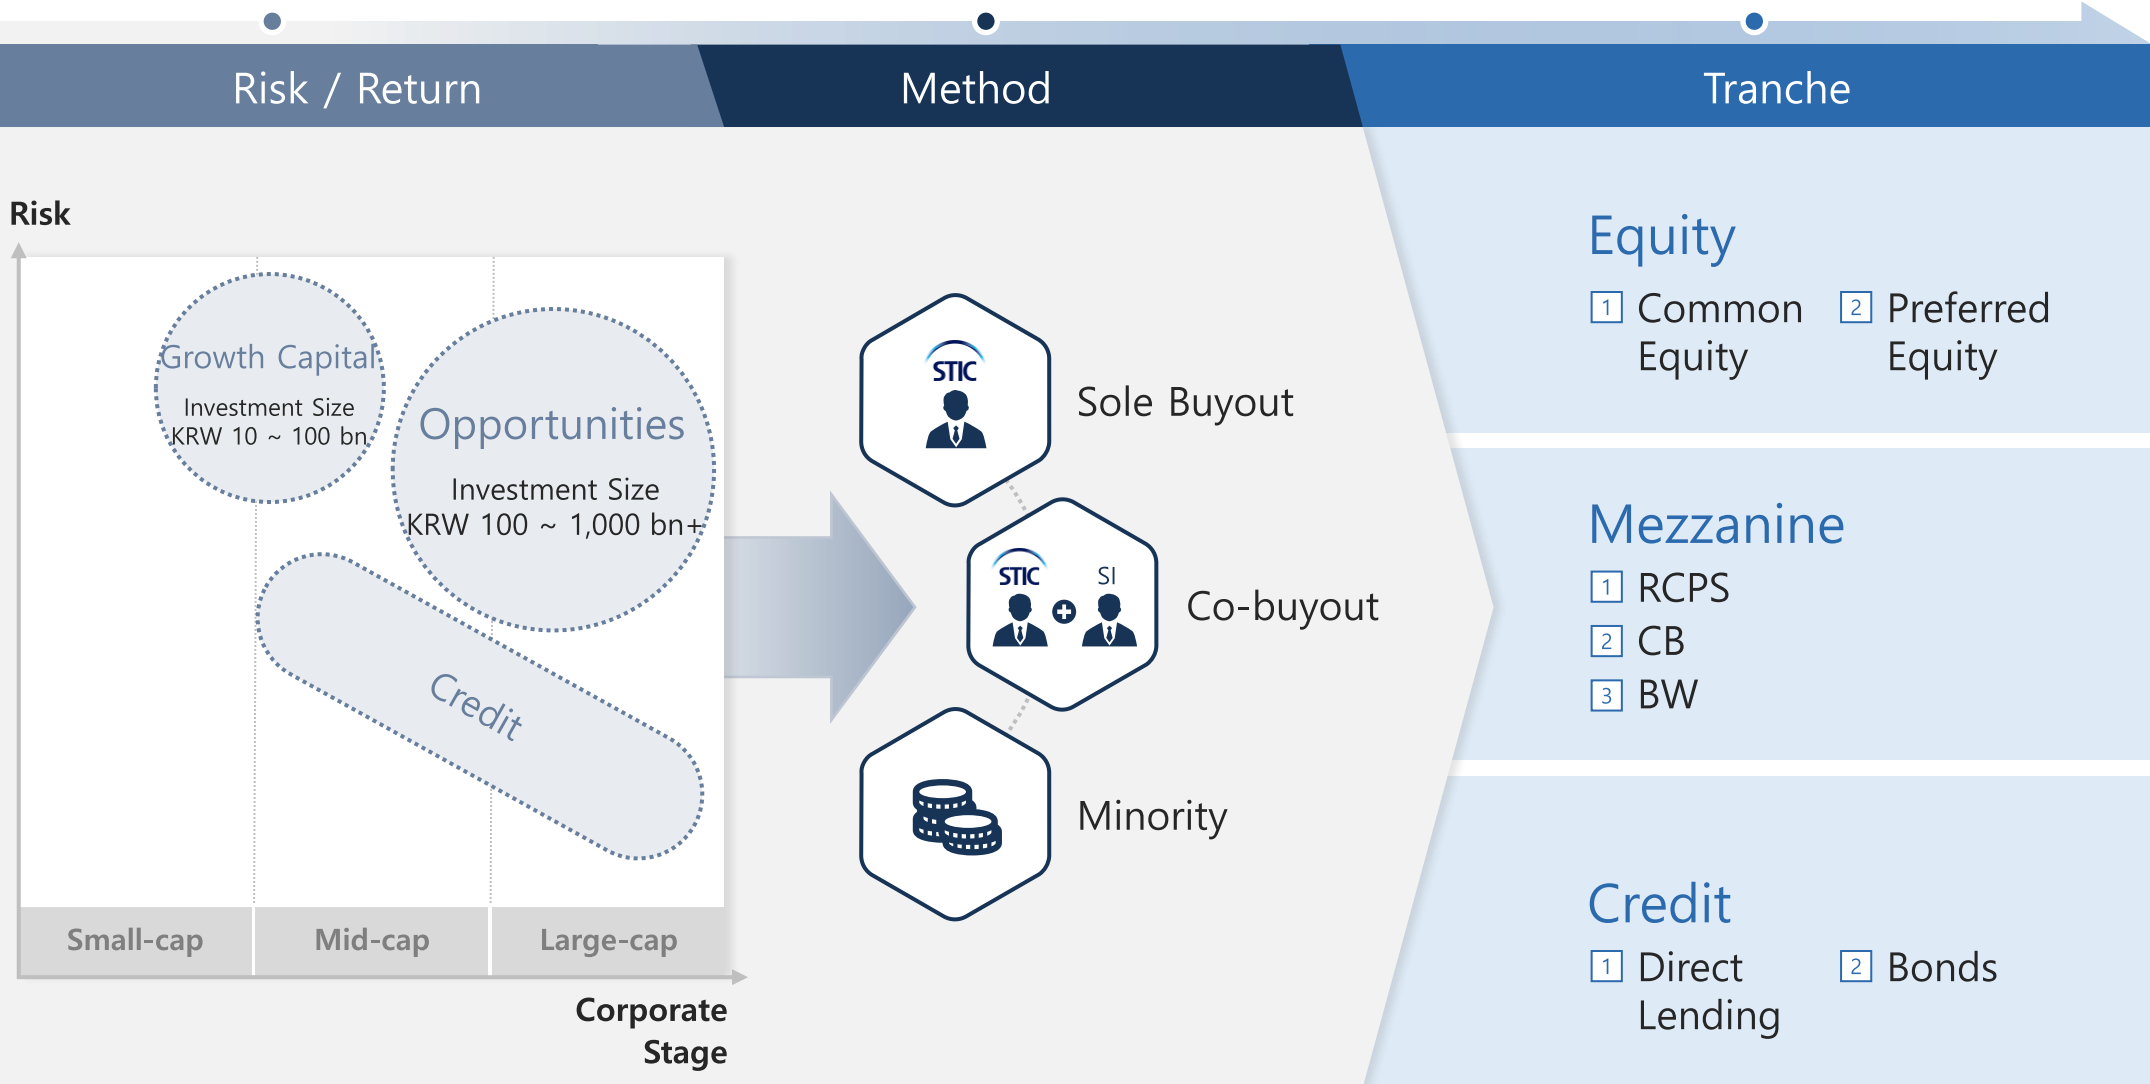 Risk / Return
Method
Tranche
Risk
Growth Capital
Investment Size
KRW 10 ~ 100 bn
Opportunities
Investment Size
KRW 100 ~ 1,000 bn+
Credit
Small-cap
Mid-cap
Large-cap
Corporate
Stage
STIC
Sole Buyout
STIC
SI
Co-buyout
Minority
Equity
1 Common
Equity
2 Preferred
Equity
Mezzanine
1 RCPS
2 CB
3 BW
Credit
1 Direct
Lending
2 Bonds